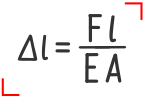 Δl = Fl / EA